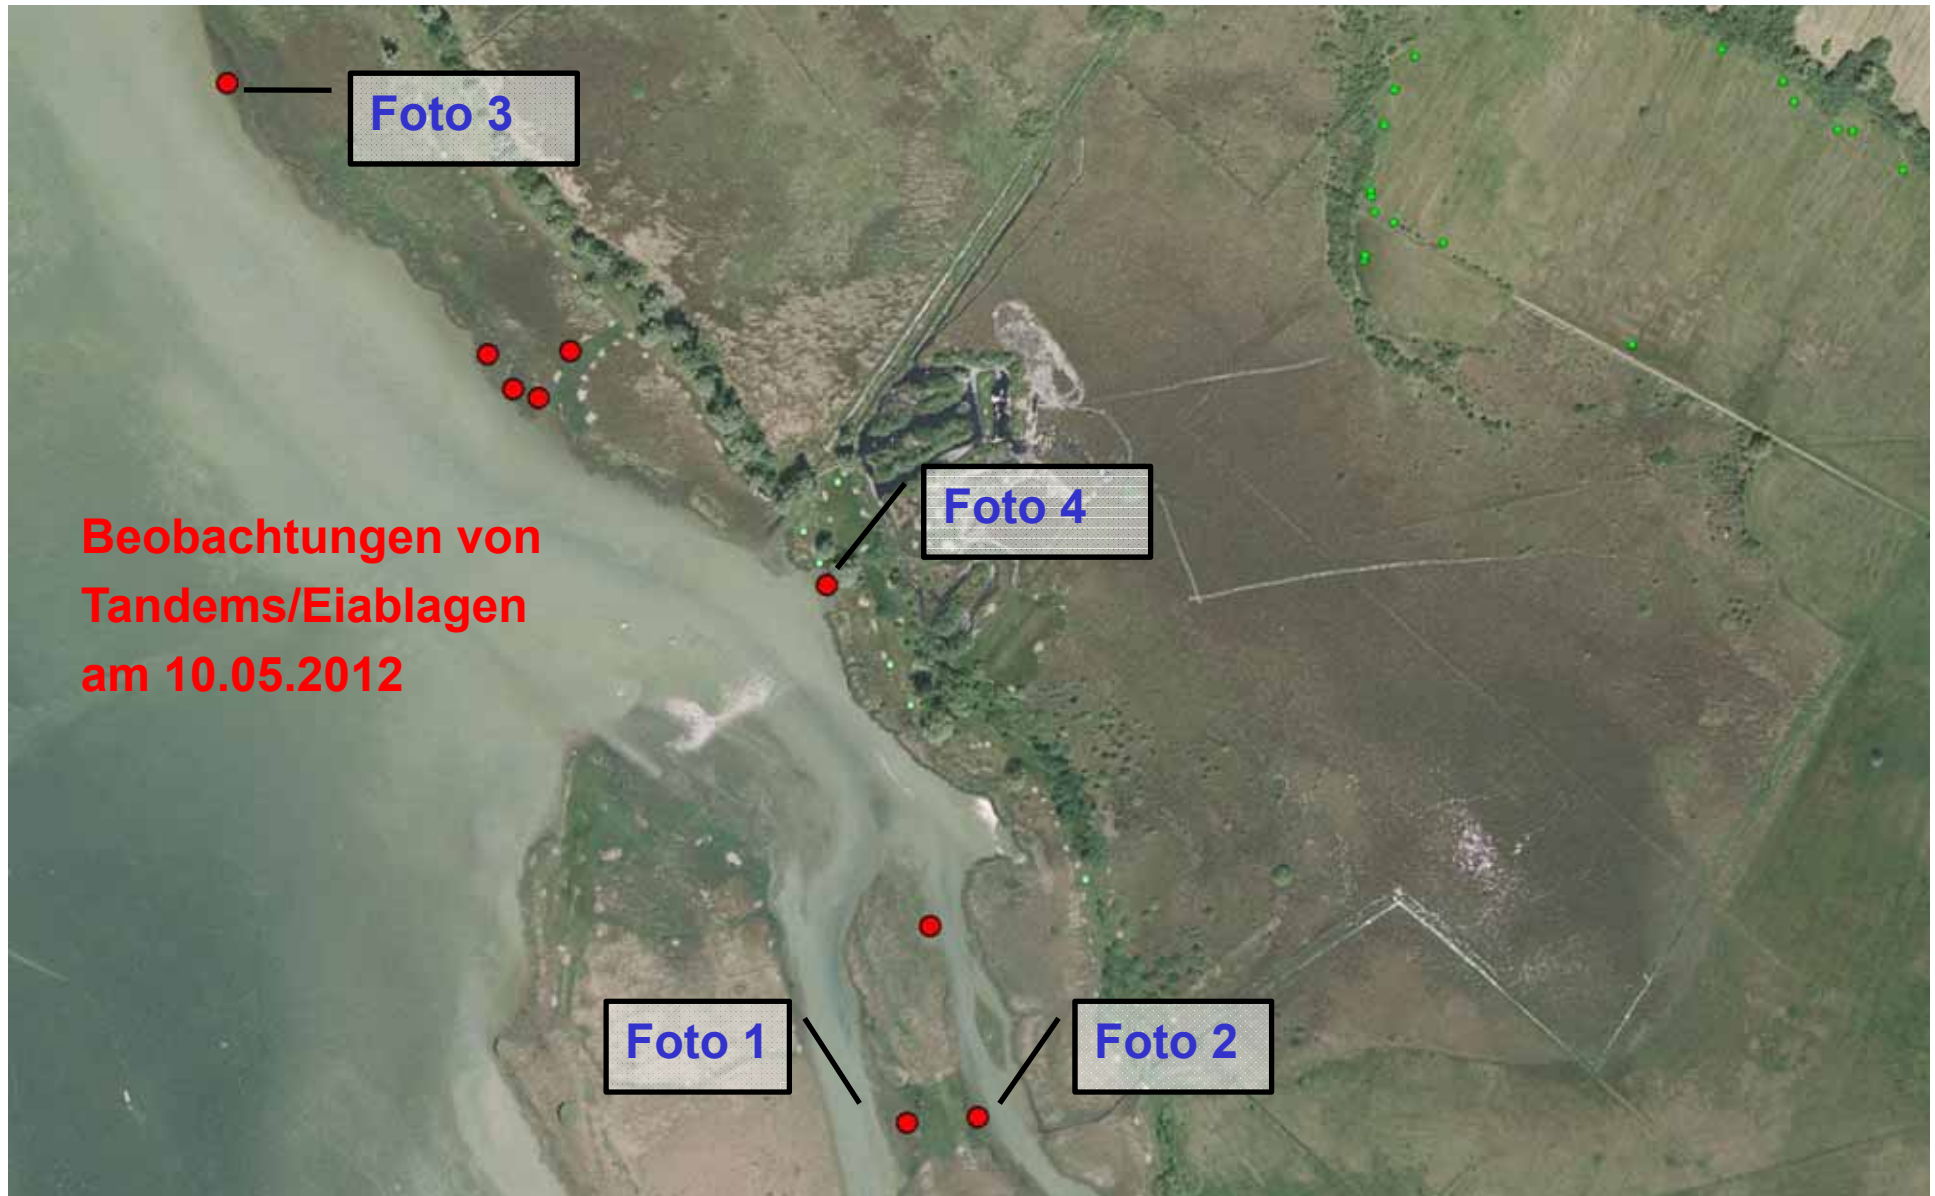 Foto 3
Foto 4
Beobachtungen von
Tandems/Eiablagen
am 10.05.2012
Foto 1
Foto 2